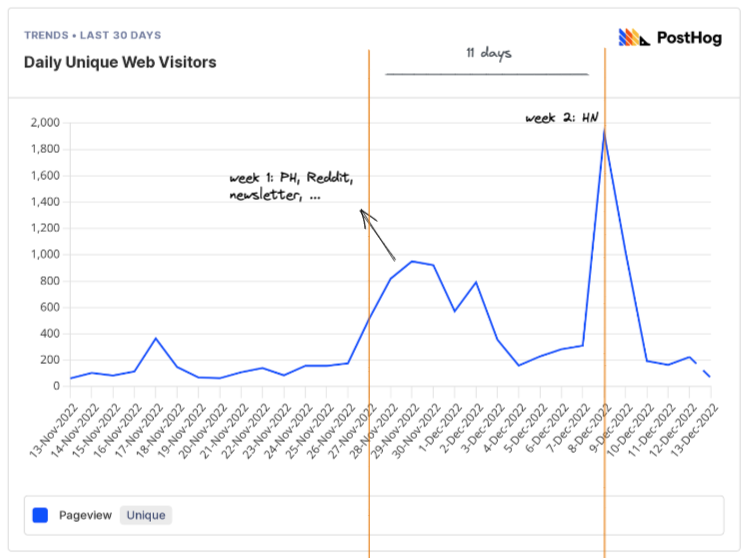 TRENDS • LAST 30 DAYS
PostHog
Daily Unique Web Visitors
11 days
week 2: HN
week 1: PH, Reddit,
newsletter, ...
2,000
1,800
1,600
1,400
1,200
1,000
800
600
400
200
0
13-Nov-2022
14-Nov-2022
15-Nov-2022
16-Nov-2022
17-Nov-2022
18-Nov-2022
19-Nov-2022
20-Nov-2022
21-Nov-2022
22-Nov-2022
23-Nov-2022
24-Nov-2022
25-Nov-2022
26-Nov-2022
27-Nov-2022
28-Nov-2022
29-Nov-2022
30-Nov-2022
1-Dec-2022
2-Dec-2022
3-Dec-2022
4-Dec-2022
5-Dec-2022
6-Dec-2022
7-Dec-2022
8-Dec-2022
9-Dec-2022
10-Dec-2022
11-Dec-2022
12-Dec-2022
13-Dec-2022
Pageview Unique